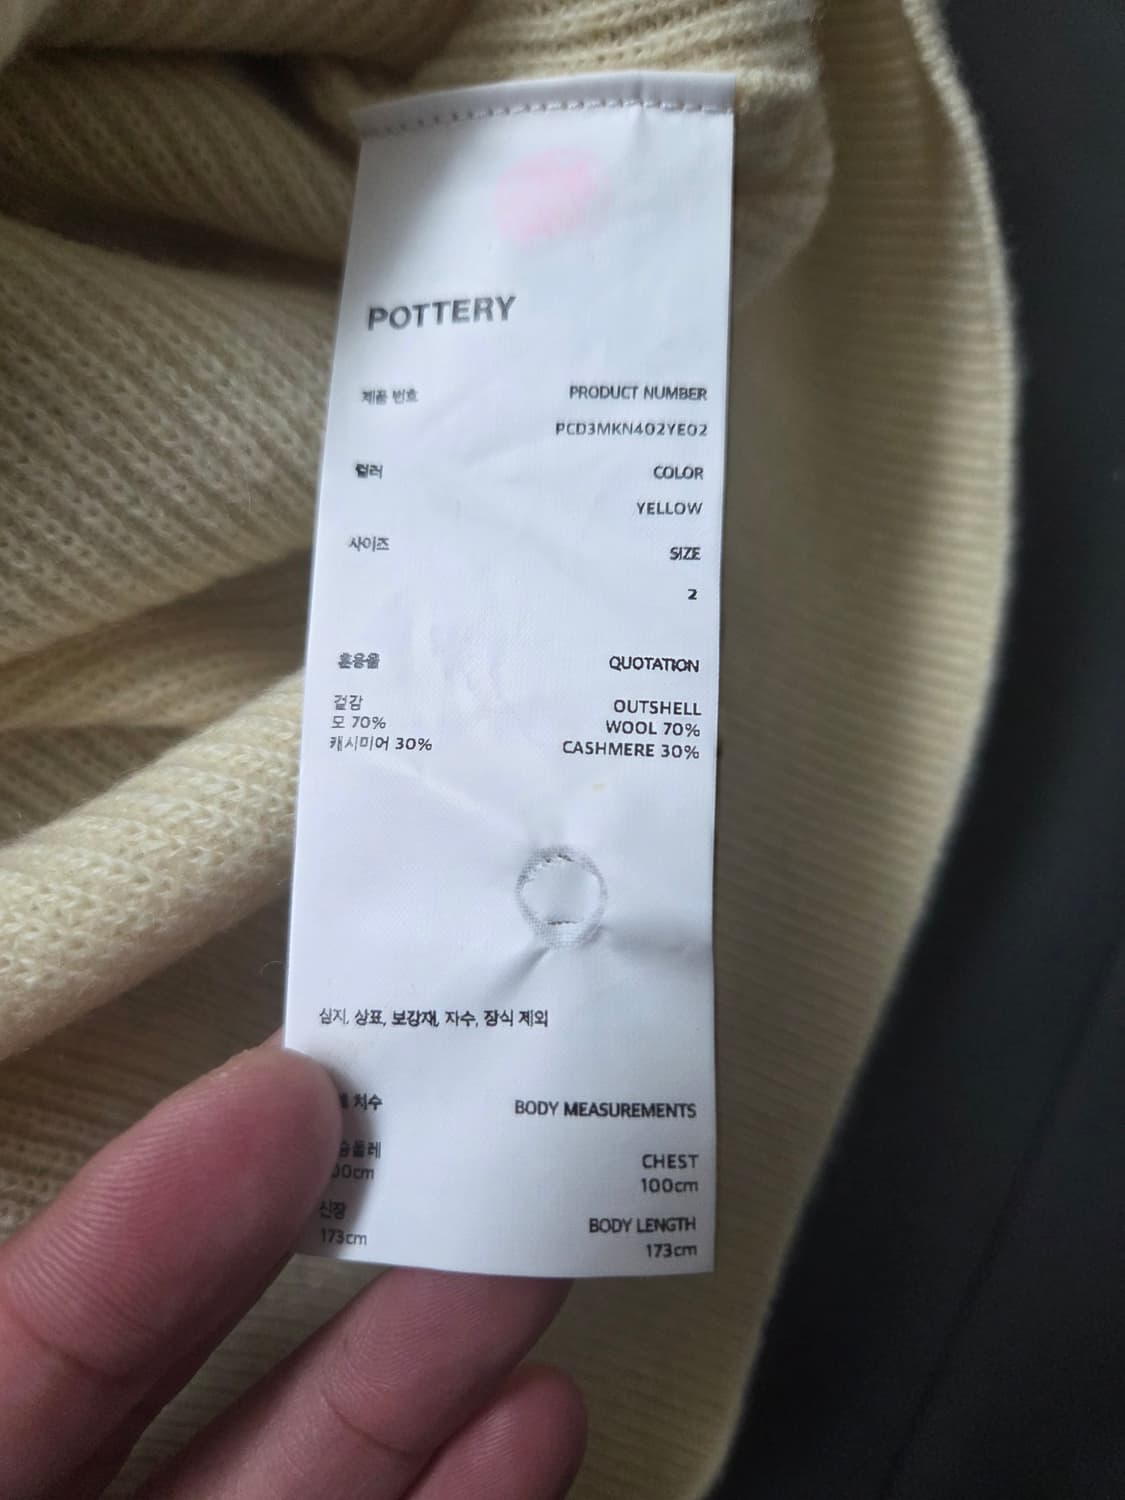 POTTERY
제품 번호 PRODUCT NUMBER
PCD3MKN402YE02
컬러 COLOR
YELLOW
사이즈 SIZE
2
혼용율 QUOTATION
겉감 OUTSHELL
모 70% WOOL 70%
캐시미어 30% CASHMERE 30%
심지, 상표, 보강재, 자수, 장식 제외
치수 BODY MEASUREMENTS
CHEST
100cm
신장 BODY LENGTH
173cm 173cm